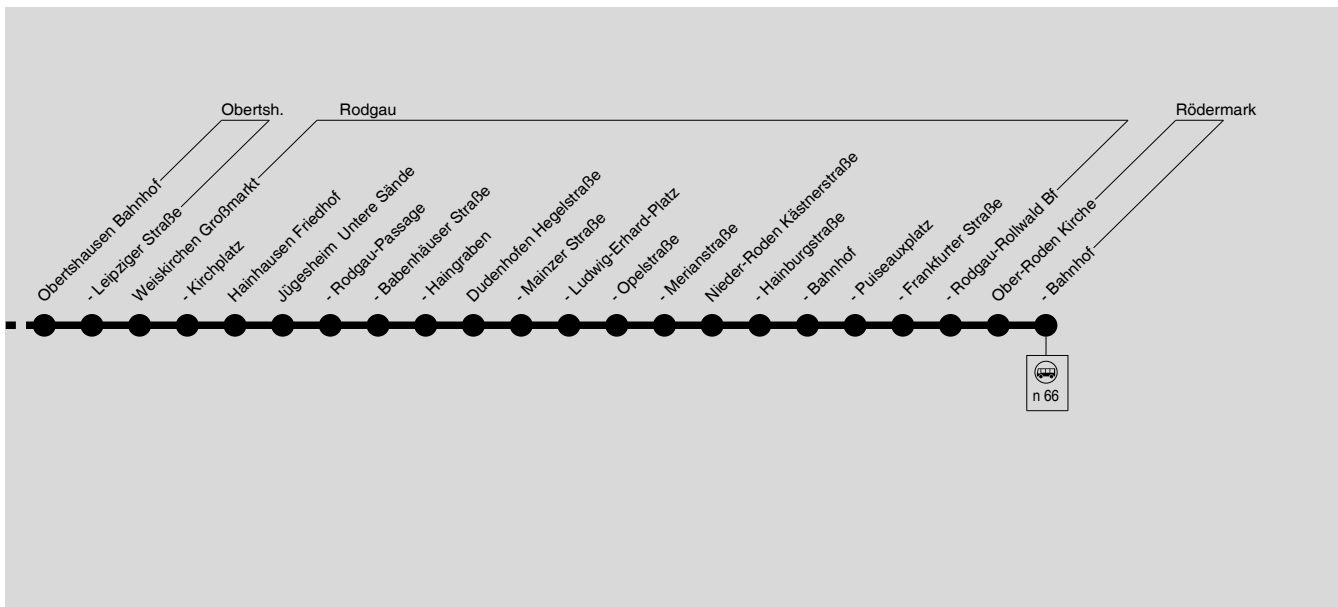 Obertsh.
Rodgau
Rödermark
Obertshausen Bahnhof
- Leipziger Straße
Weiskirchen Großmarkt
- Kirchplatz
Hainhausen Friedhof
Jügesheim Untere Sände
- Rodgau-Passage
- Babenhäuser Straße
- Haingraben
Dudenhofen Hegelstraße
- Mainzer Straße
- Ludwig-Erhard-Platz
- Opelstraße
- Merianstraße
Nieder-Roden Kästnerstraße
- Hainburgstraße
- Bahnhof
- Puiseauxplatz
- Frankfurter Straße
- Rodgau-Rollwald Bf
Ober-Roden Kirche
- Bahnhof
n 66